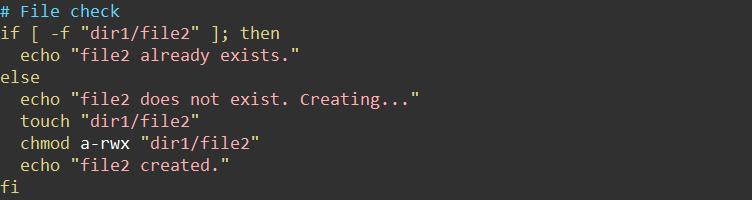 # File check
if [ -f "dir1/file2" ]; then
  echo "file2 already exists."
else
  echo "file2 does not exist. Creating..."
  touch "dir1/file2"
  chmod a-rwx "dir1/file2"
  echo "file2 created."
fi